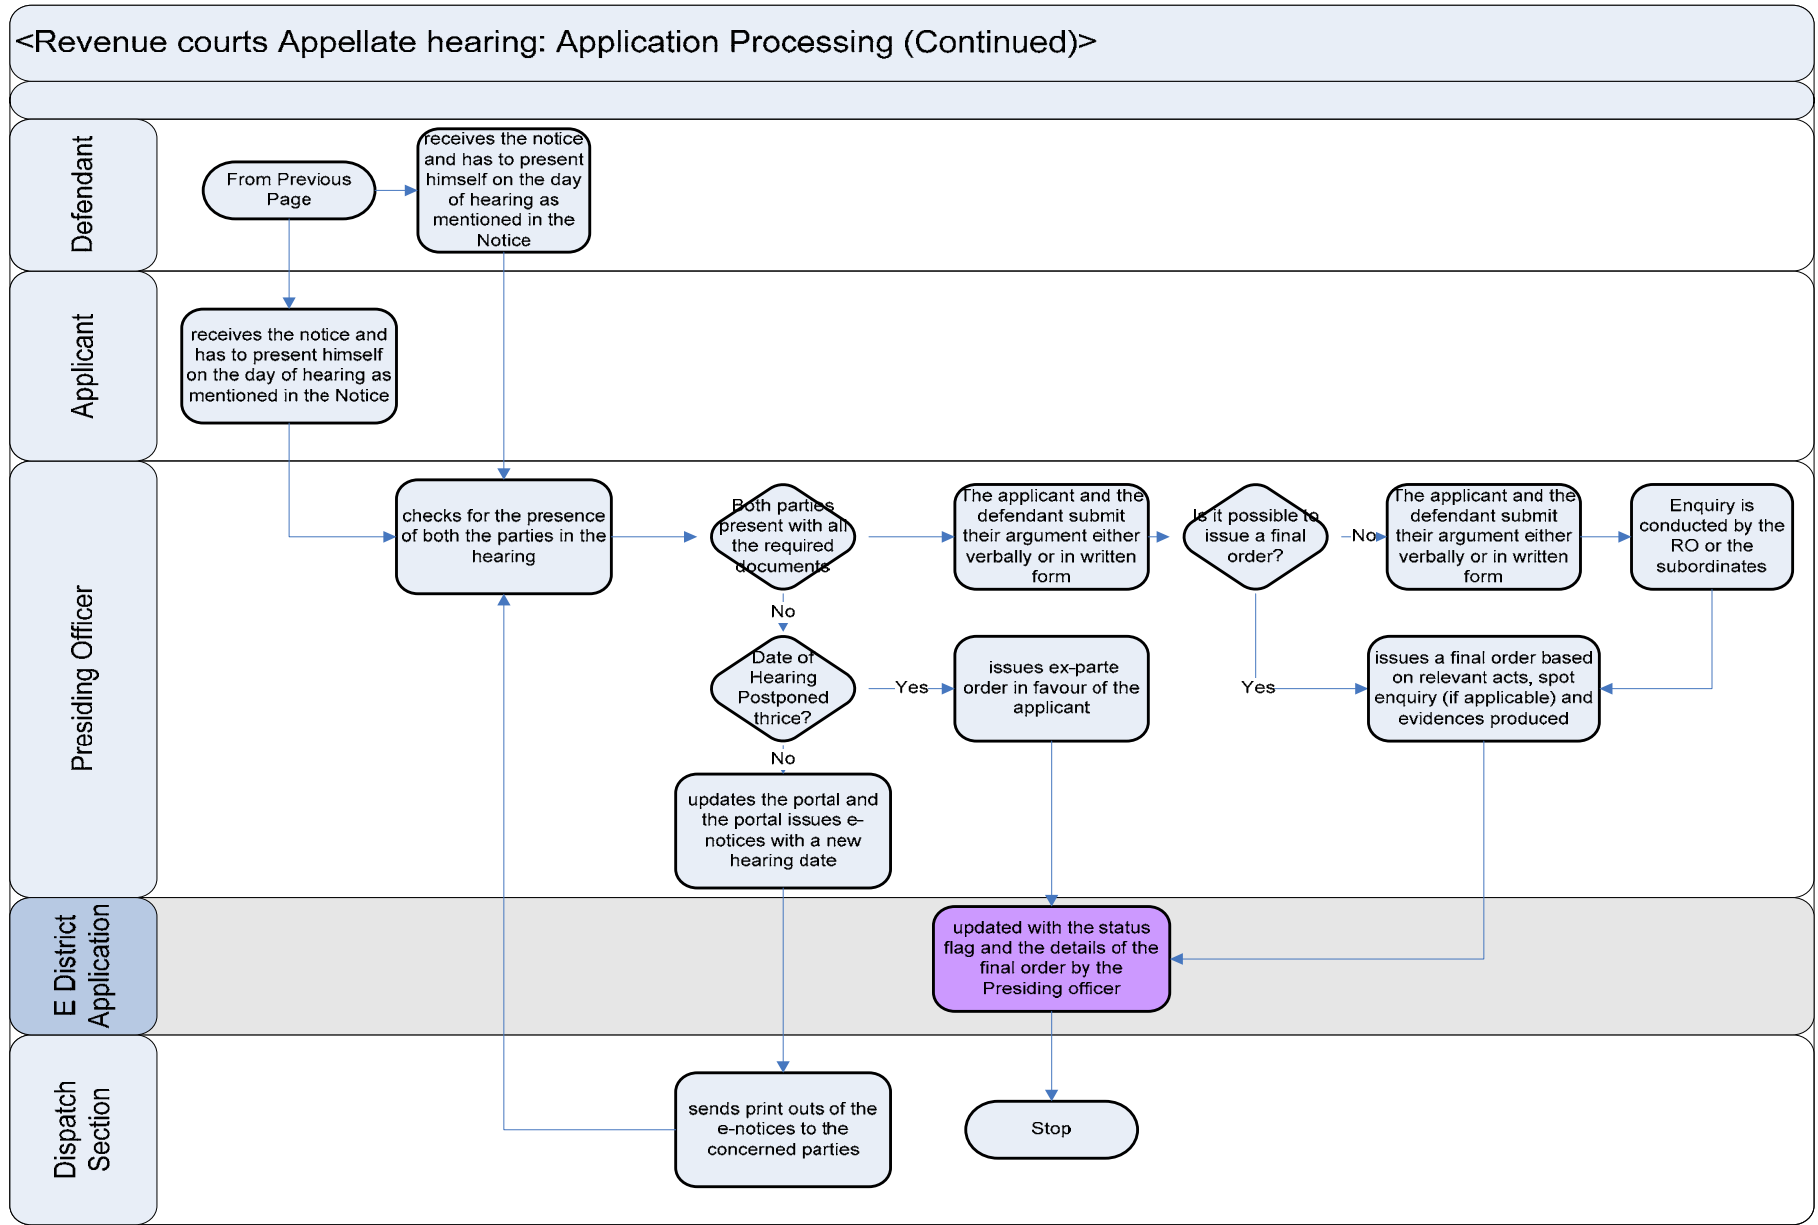 <Revenue courts Appellate hearing: Application Processing (Continued)>
Defendant
From Previous
Page
receives the notice
and has to present
himself on the day
of hearing as
mentioned in the
Notice
Applicant
receives the notice and
has to present himself
on the day of hearing as
mentioned in the Notice
Presiding Officer
checks for the presence
of both the parties in the
hearing
Both parties
present with all
the required
documents
The applicant and the
defendant submit
their argument either
verbally or in written
form
Is it possible to
issue a final
order?
No
The applicant and the
defendant submit
their argument either
verbally or in written
form
Enquiry is
conducted by the
RO or the
subordinates
No
Date of
Hearing
Postponed
thrice?
Yes
issues ex-parte
order in favour of the
applicant
Yes
issues a final order based
on relevant acts, spot
enquiry (if applicable) and
evidences produced
No
updates the portal and
the portal issues e-
notices with a new
hearing date
E District
Application
updated with the status
flag and the details of the
final order by the
Presiding officer
Dispatch
Section
sends print outs of the
e-notices to the
concerned parties
Stop